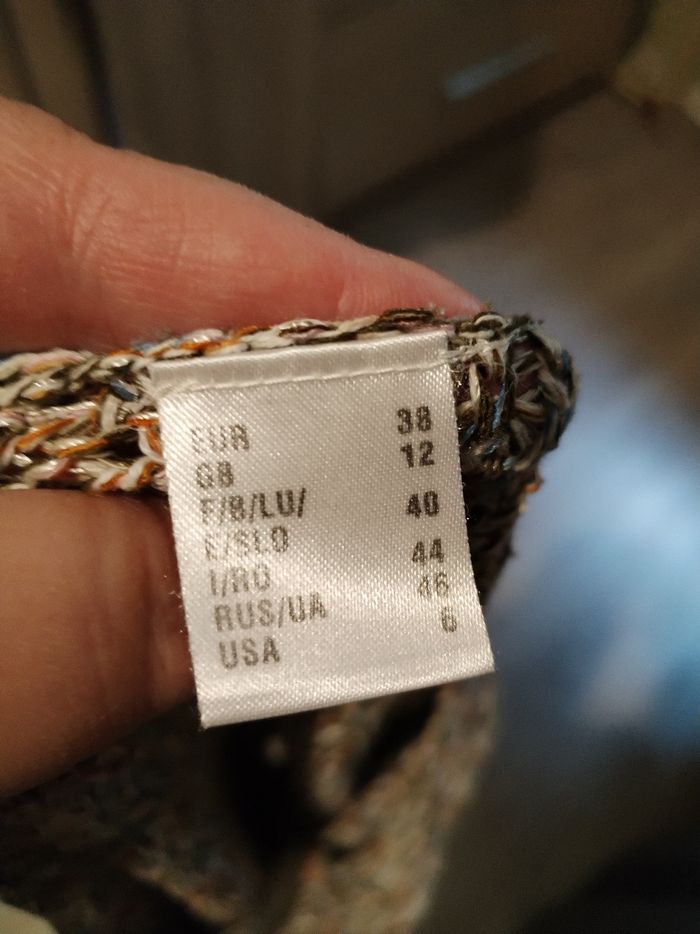 EUR 38
GB 12
F/B/LU/
E/SLO 40
I/RO 44
RUS/UA 46
USA 6